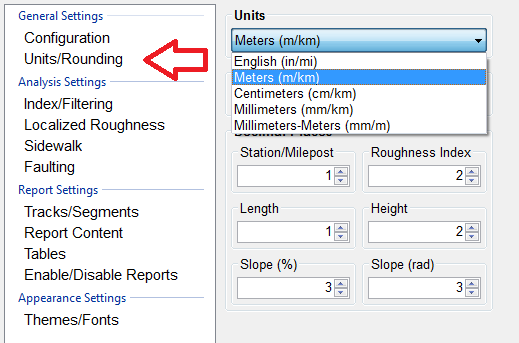 General Settings
Configuration
Units/Rounding
Analysis Settings
Index/Filtering
Localized Roughness
Sidewalk
Faulting
Report Settings
Tracks/Segments
Report Content
Tables
Enable/Disable Reports
Appearance Settings
Themes/Fonts
Units
Meters (m/km)
English (in/mi)
Meters (m/km)
Centimeters (cm/km)
Millimeters (mm/km)
Millimeters-Meters (mm/m)
Decimal Places
Station/Milepost Roughness Index
1 2
Length Height
1 2
Slope (%) Slope (rad)
3 3